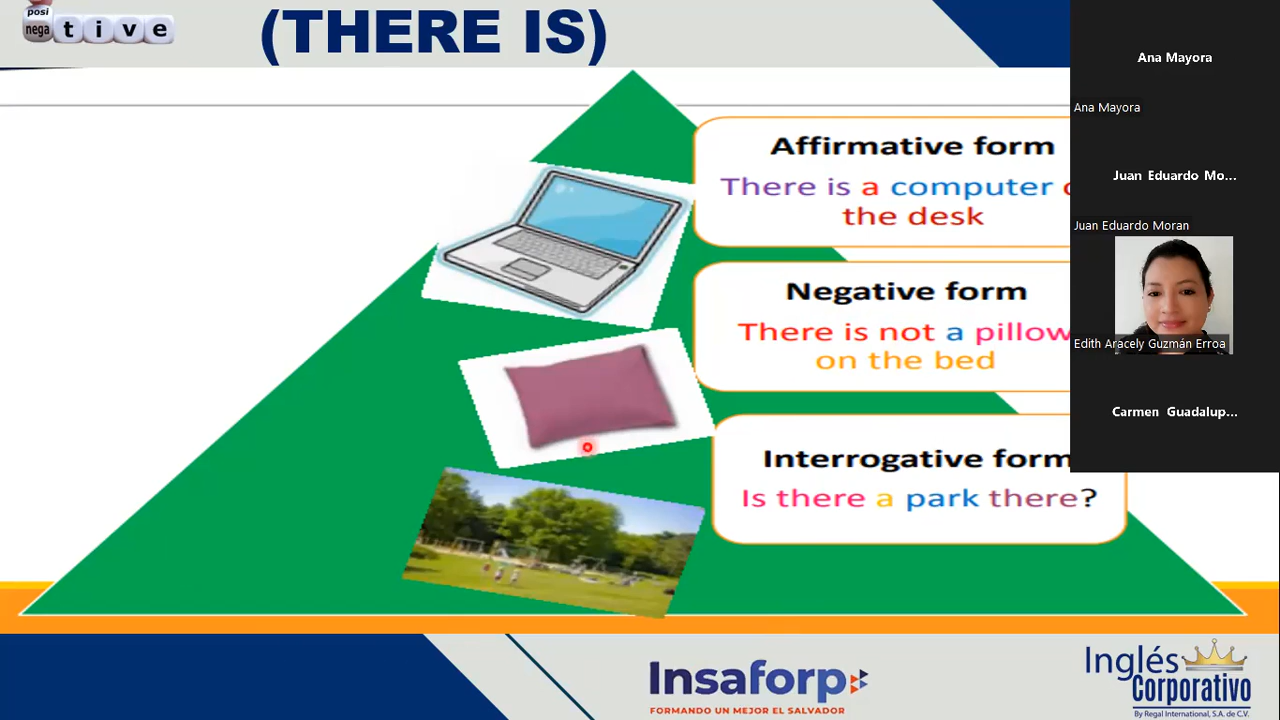 posi
nega
t i v e
(THERE IS)
Affirmative form
There is a computer
the desk
Negative form
There is not a pillow
on the bed
Interrogative form
Is there a park there?
Ana Mayora
Ana Mayora
Juan Eduardo Mo...
Juan Eduardo Moran
Edith Aracely Guzmán Erroa
Carmen Guadalup...
Insaforp
FORMANDO UN MEJOR EL SALVADOR
Inglés
Corporativo
By Regal International, S.A. de C.V.